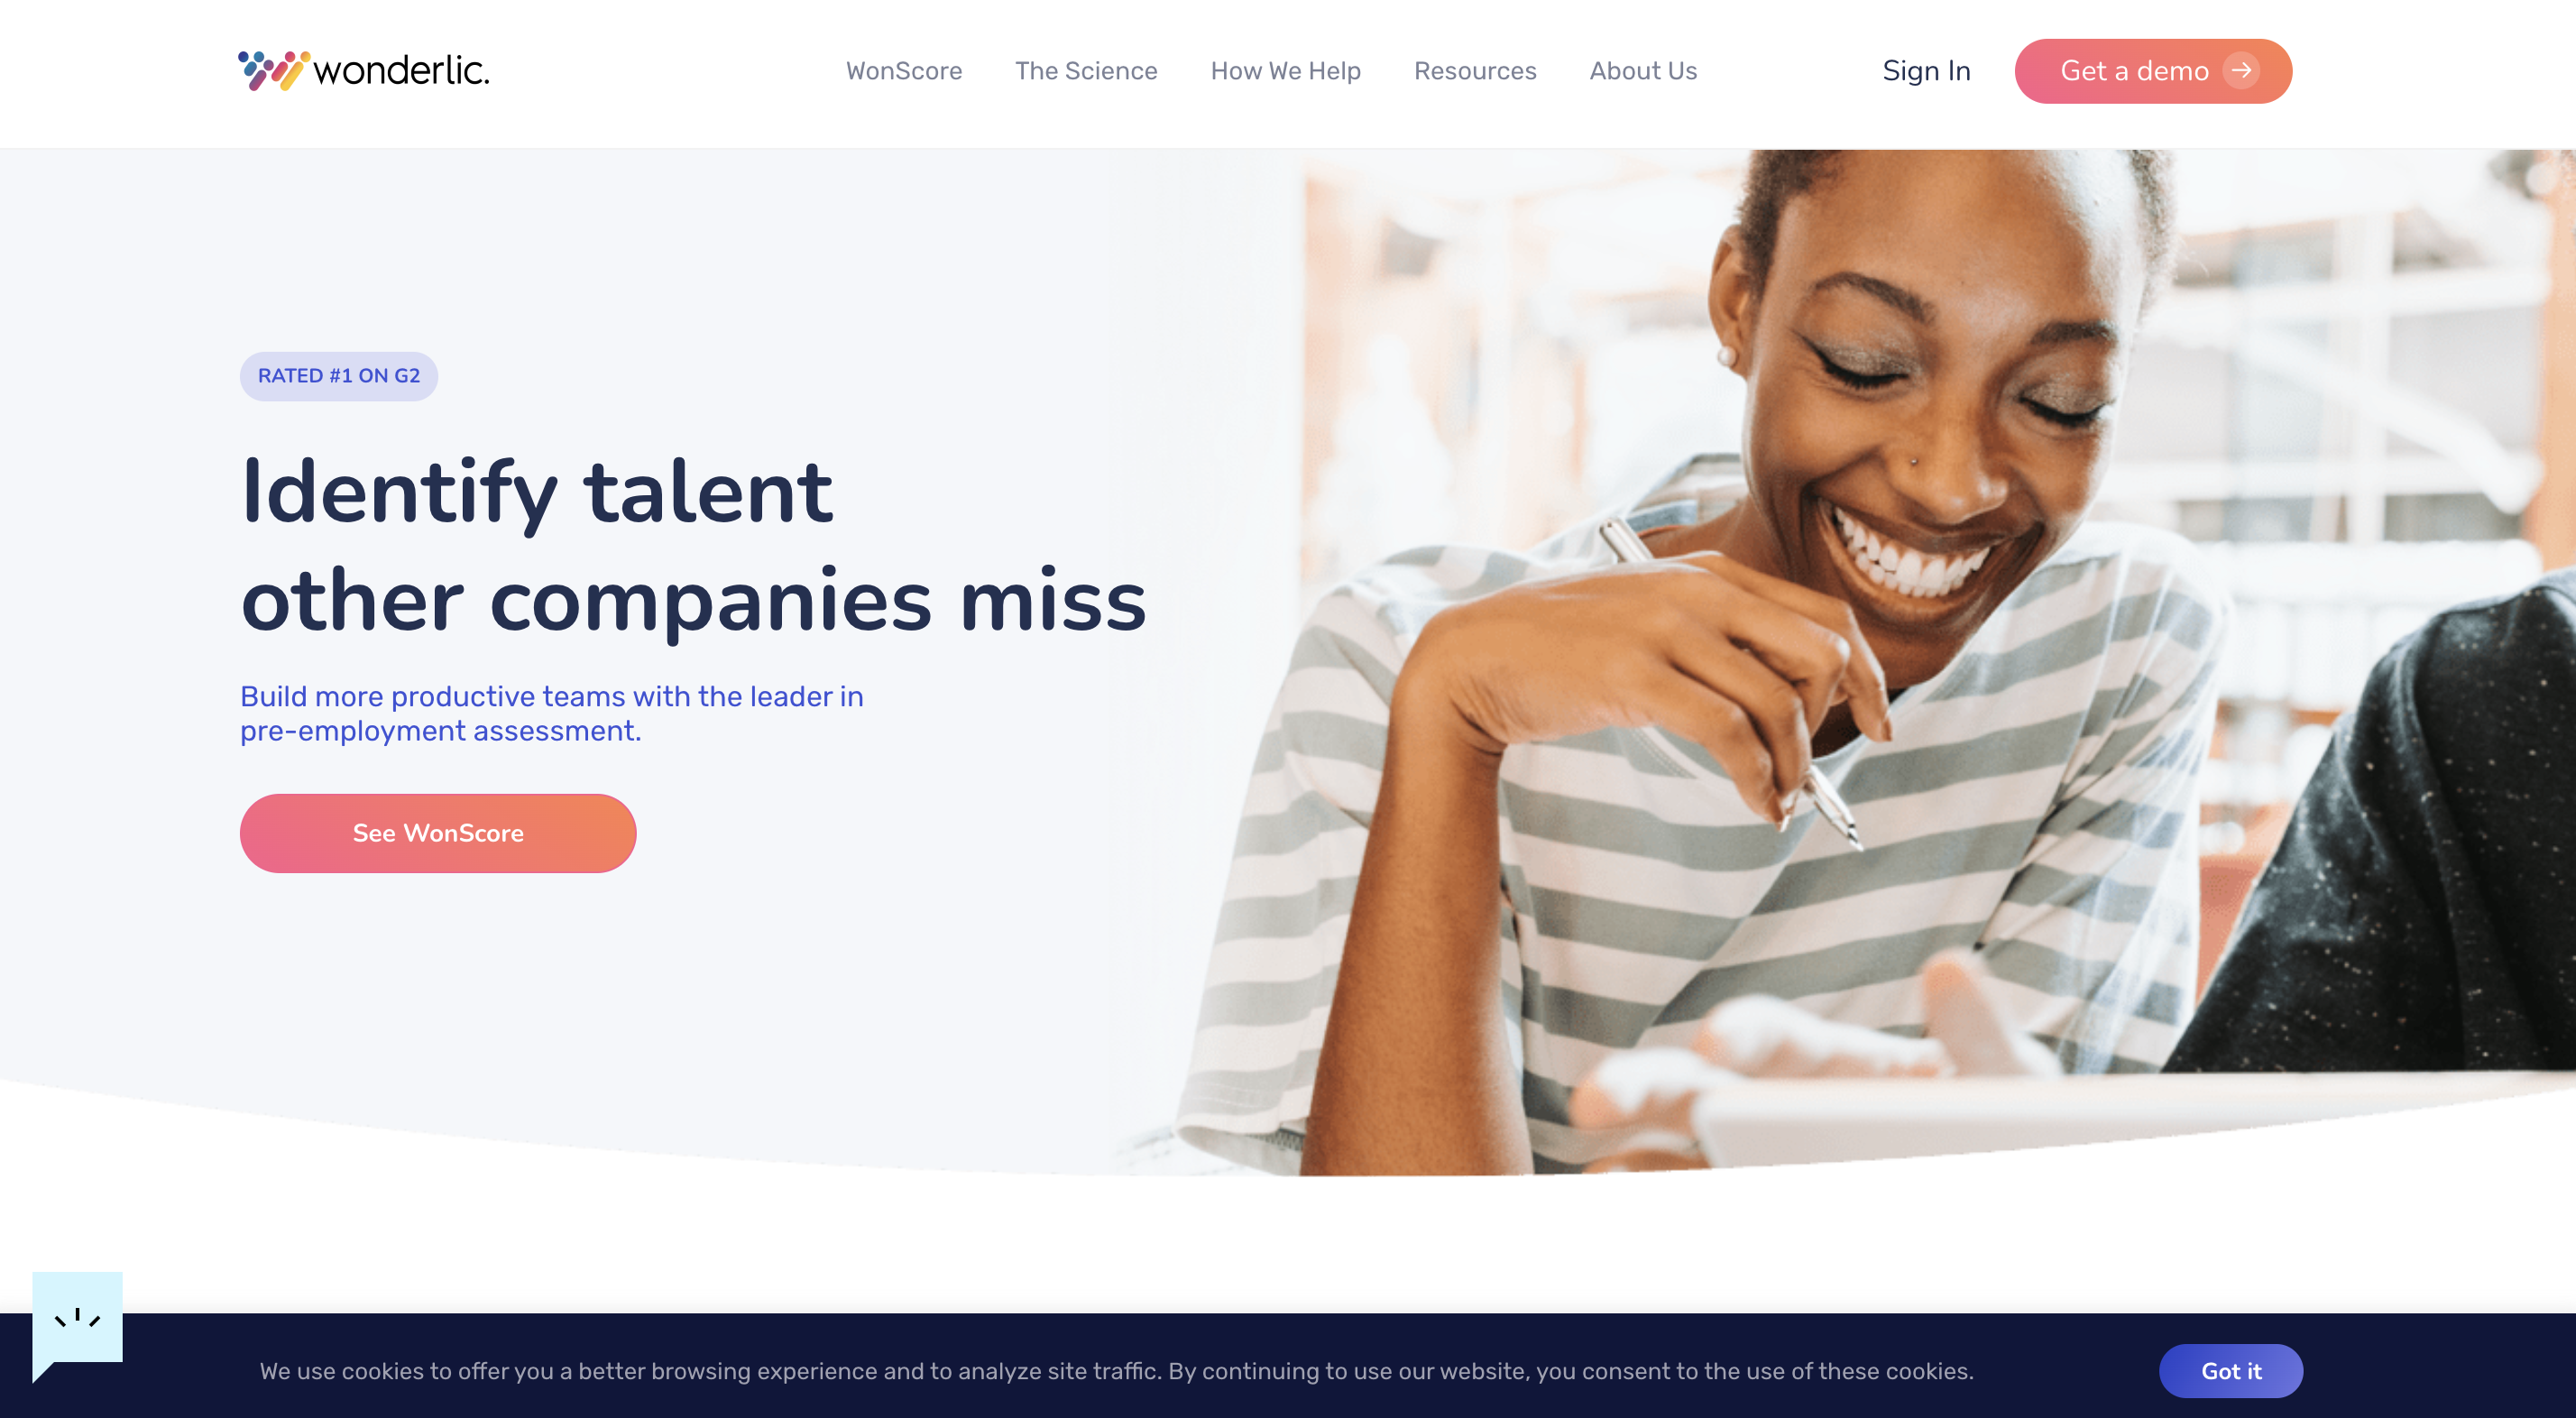 wonderlic.
WonScore
The Science
How We Help
Resources
About Us
Sign In
Get a demo
RATED #1 ON G2
Identify talent
other companies miss
Build more productive teams with the leader in
pre-employment assessment.
See WonScore
We use cookies to offer you a better browsing experience and to analyze site traffic. By continuing to use our website, you consent to the use of these cookies.
Got it